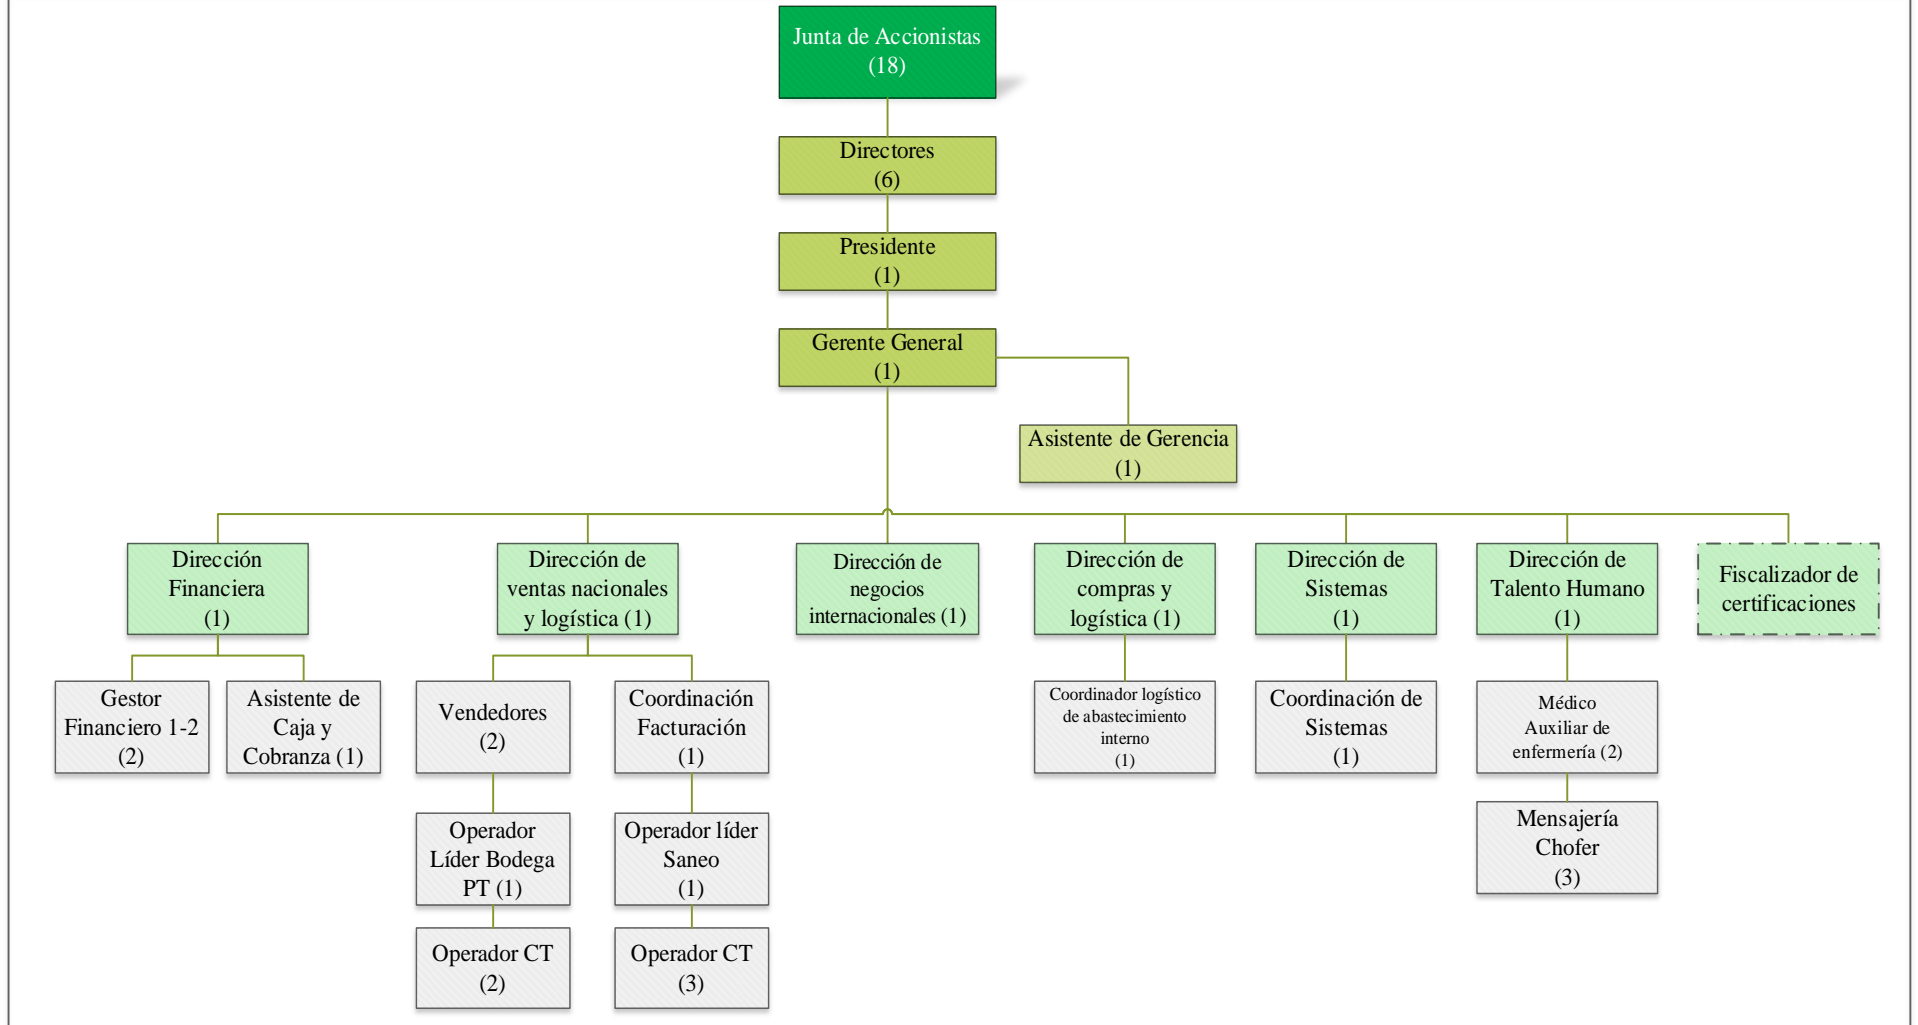 Junta de Accionistas
(18)
Directores
(6)
Presidente
(1)
Gerente General
(1)
Asistente de Gerencia
(1)
Dirección
Financiera
(1)
Dirección de
ventas nacionales
y logística (1)
Dirección de
negocios
internacionales (1)
Dirección de
compras y
logística (1)
Dirección de
Sistemas
(1)
Dirección de
Talento Humano
(1)
Fiscalizador de
certificaciones
Gestor
Financiero 1-2
(2)
Asistente de
Caja y
Cobranza (1)
Vendedores
(2)
Coordinación
Facturación
(1)
Coordinador logístico
de abastecimiento
interno
(1)
Coordinación de
Sistemas
(1)
Médico
Auxiliar de
enfermería (2)
Operador
Líder Bodega
PT (1)
Operador líder
Saneo
(1)
Mensajería
Chofer
(3)
Operador CT
(2)
Operador CT
(3)